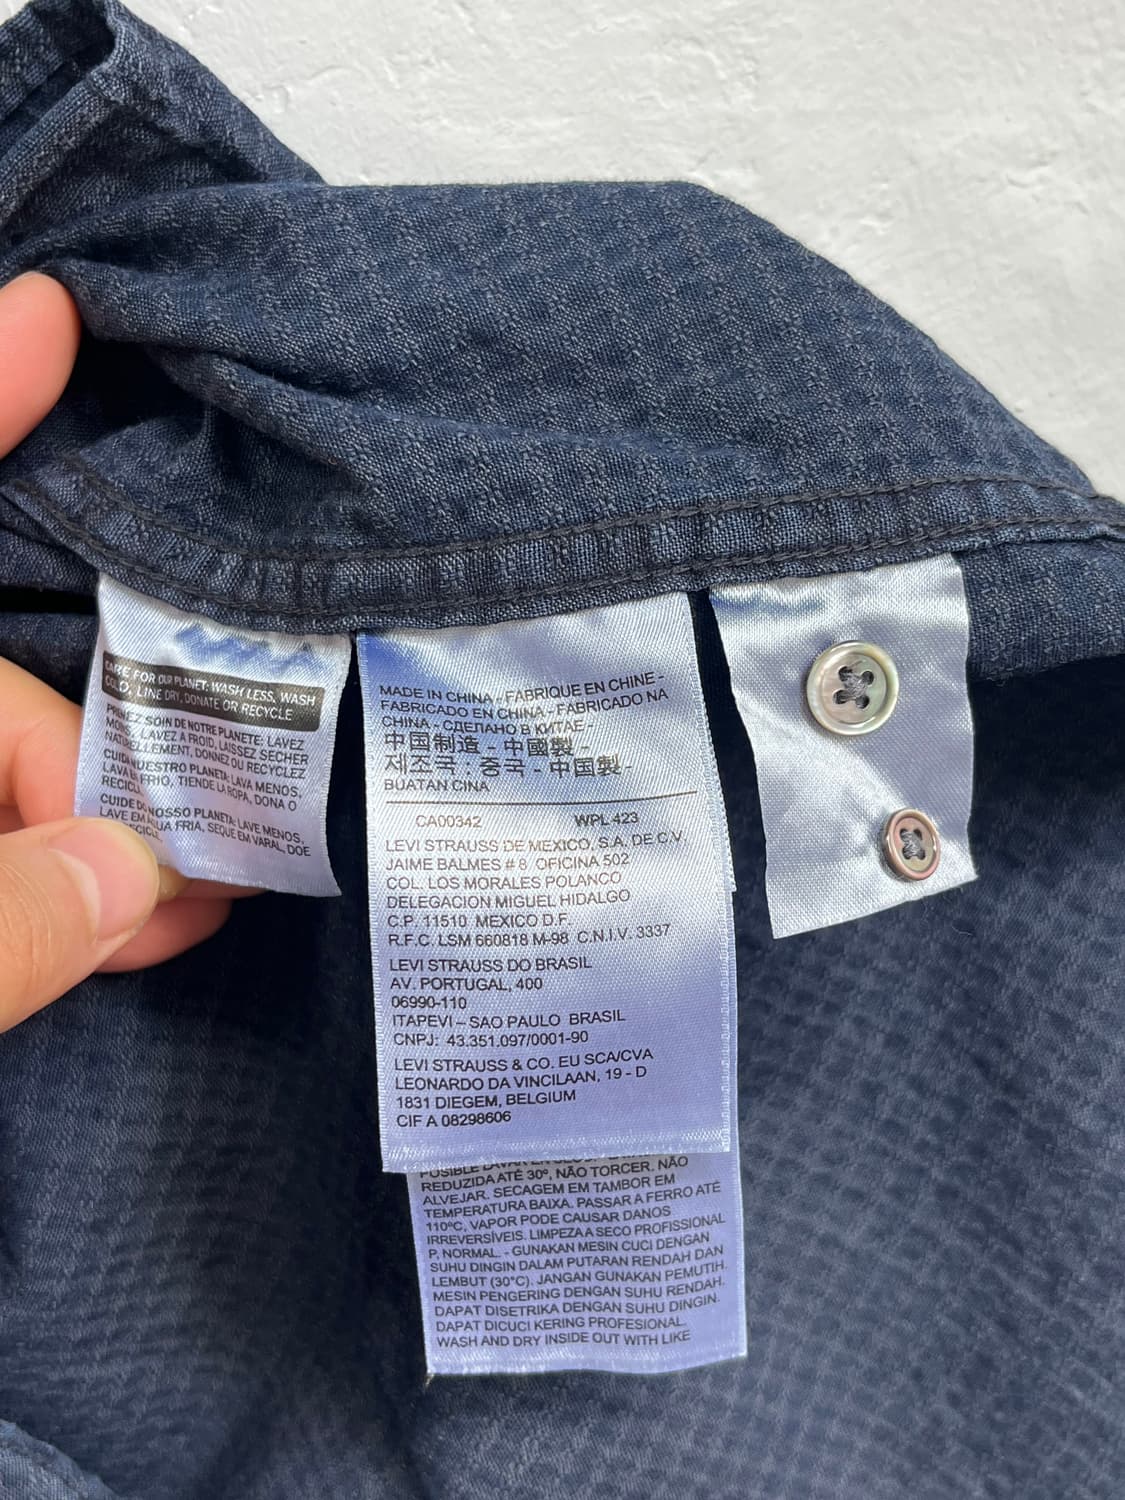 CARE FOR OUR PLANET: WASH LESS, WASH
COLD, LINE DRY, DONATE OR RECYCLE
PRENEZ SOIN DE NOTRE PLANETE: LAVEZ
MOINS, LAVEZ A FROID, LAISSEZ SECHER
NATURELLEMENT, DONNEZ OU RECYCLEZ
CUIDA NUESTRO PLANETA: LAVA MENOS,
LAVA EN FRIO, TIENDE LA ROPA, DONA O
RECICLA
CUIDE DO NOSSO PLANETA: LAVE MENOS,
LAVE EM ÁGUA FRIA, SEQUE EM VARAL, DOE
MADE IN CHINA - FABRIQUE EN CHINE -
FABRICADO EN CHINA - FABRICADO NA
CHINA - СДЕЛАНО В КИТАЕ -
中国制造 - 中國製 -
제조국 : 중국 - 中国製 -
BUATAN CINA
CA00342 WPL 423
LEVI STRAUSS DE MEXICO, S.A. DE C.V.
JAIME BALMES # 8 OFICINA 502
COL. LOS MORALES POLANCO
DELEGACION MIGUEL HIDALGO
C.P. 11510 MEXICO D.F.
R.F.C. LSM 660818 M-98 C.N.I.V. 3337
LEVI STRAUSS DO BRASIL
AV. PORTUGAL, 400
06990-110
ITAPEVI – SAO PAULO BRASIL
CNPJ: 43.351.097/0001-90
LEVI STRAUSS & CO. EU SCA/CVA
LEONARDO DA VINCILAAN, 19 - D
1831 DIEGEM, BELGIUM
CIF A 08298606
REDUZIDA ATÉ 30º, NÃO TORCER. NÃO
ALVEJAR. SECAGEM EM TAMBOR EM
TEMPERATURA BAIXA. PASSAR A FERRO ATÉ
110ºC, VAPOR PODE CAUSAR DANOS
IRREVERSÍVEIS. LIMPEZA A SECO PROFISSIONAL
P, NORMAL. - GUNAKAN MESIN CUCI DENGAN
SUHU DINGIN DALAM PUTARAN RENDAH DAN
LEMBUT (30°C). JANGAN GUNAKAN PEMUTIH.
MESIN PENGERING DENGAN SUHU RENDAH.
DAPAT DISETRIKA DENGAN SUHU DINGIN.
DAPAT DICUCI KERING PROFESIONAL.
WASH AND DRY INSIDE OUT WITH LIKE